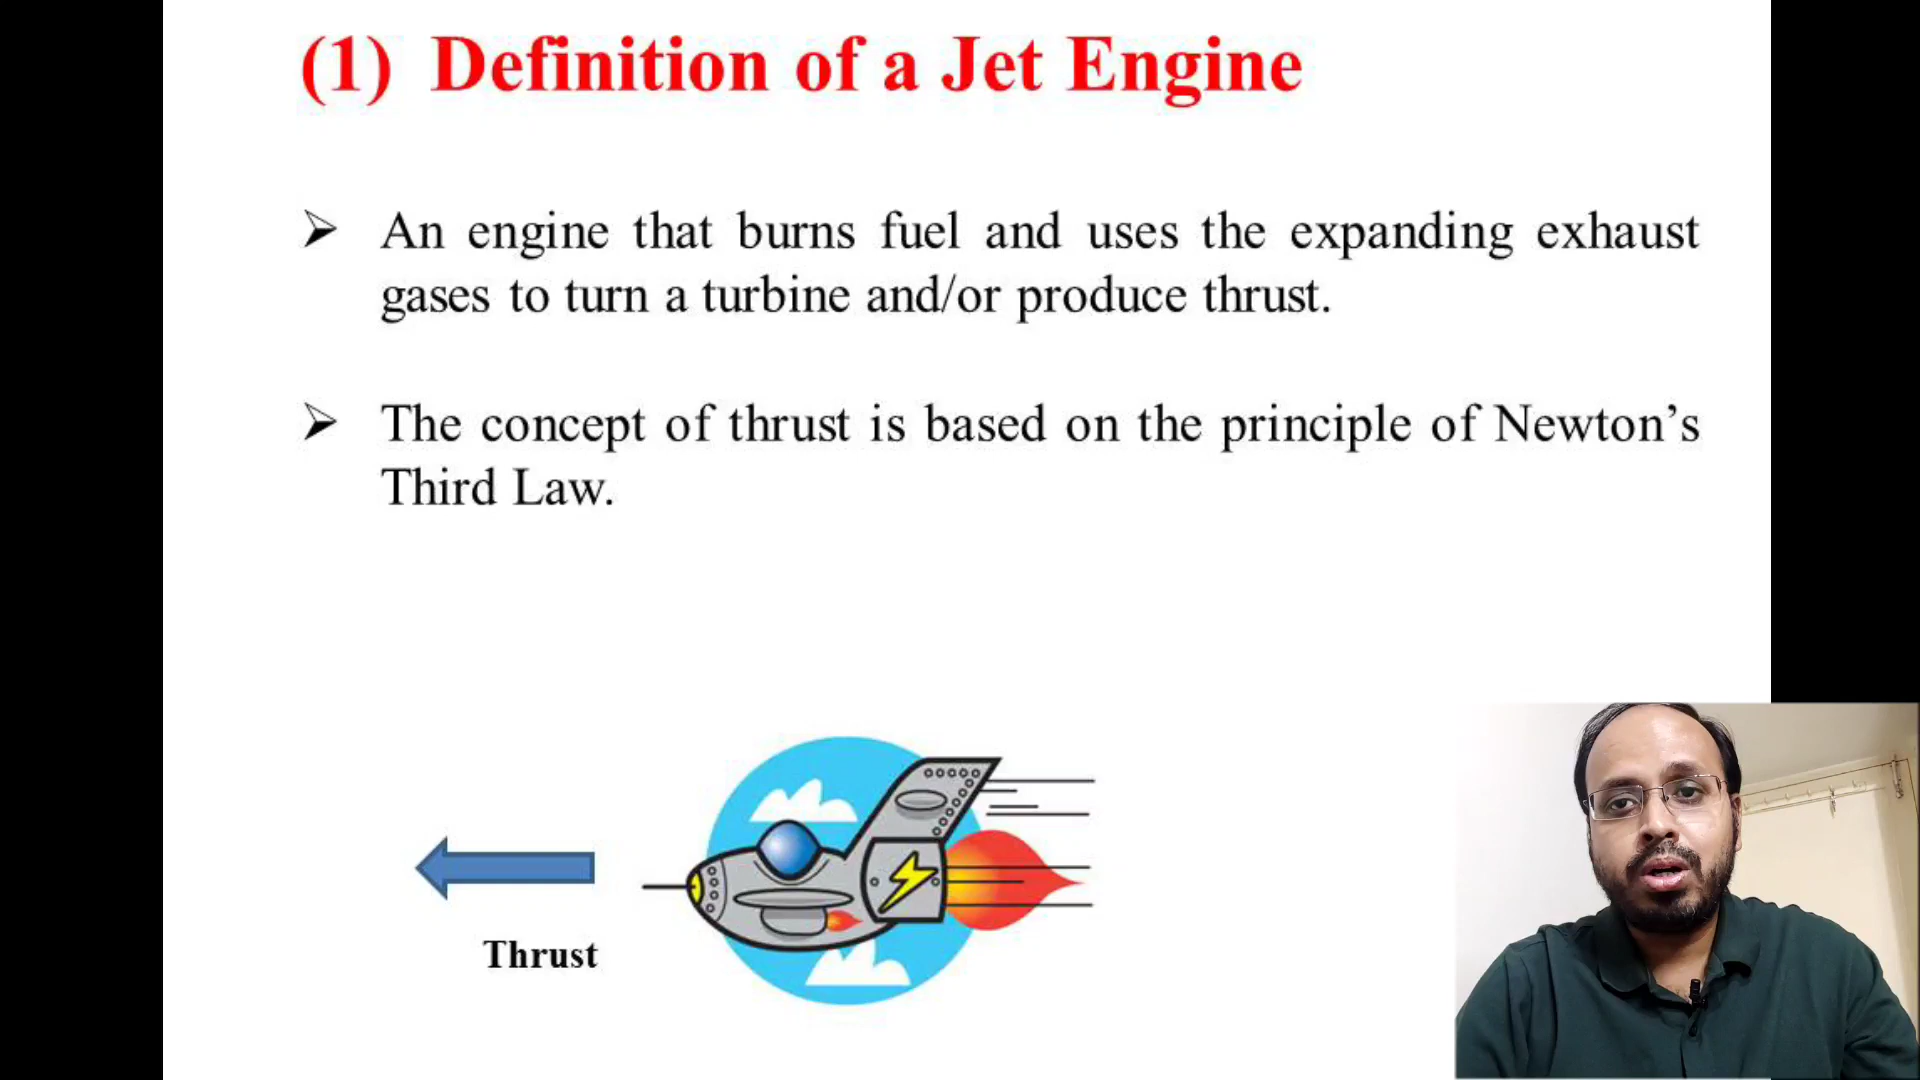 (1) Definition of a Jet Engine
An engine that burns fuel and uses the expanding exhaust
gases to turn a turbine and/or produce thrust.
The concept of thrust is based on the principle of Newton’s
Third Law.
Thrust